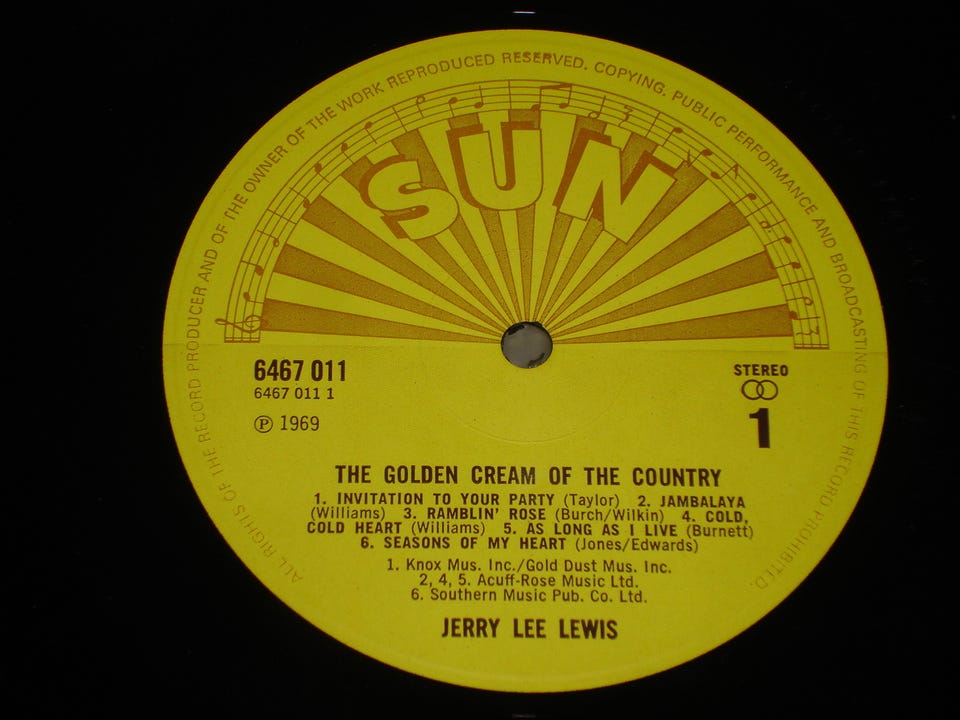 ALL RIGHTS OF THE RECORD PRODUCER AND OF THE OWNER OF THE WORK REPRODUCED RESERVED. COPYING, PUBLIC PERFORMANCE AND BROADCASTING OF THIS RECORD PROHIBITED.
SUN
6467 011
6467 011 1
℗ 1969
STEREO
1
THE GOLDEN CREAM OF THE COUNTRY
1. INVITATION TO YOUR PARTY (Taylor) 2. JAMBALAYA
(Williams) 3. RAMBLIN' ROSE (Burch/Wilkin) 4. COLD,
COLD HEART (Williams) 5. AS LONG AS I LIVE (Burnett)
6. SEASONS OF MY HEART (Jones/Edwards)
1. Knox Mus. Inc./Gold Dust Mus. Inc.
2, 4, 5. Acuff-Rose Music Ltd.
6. Southern Music Pub. Co. Ltd.
JERRY LEE LEWIS